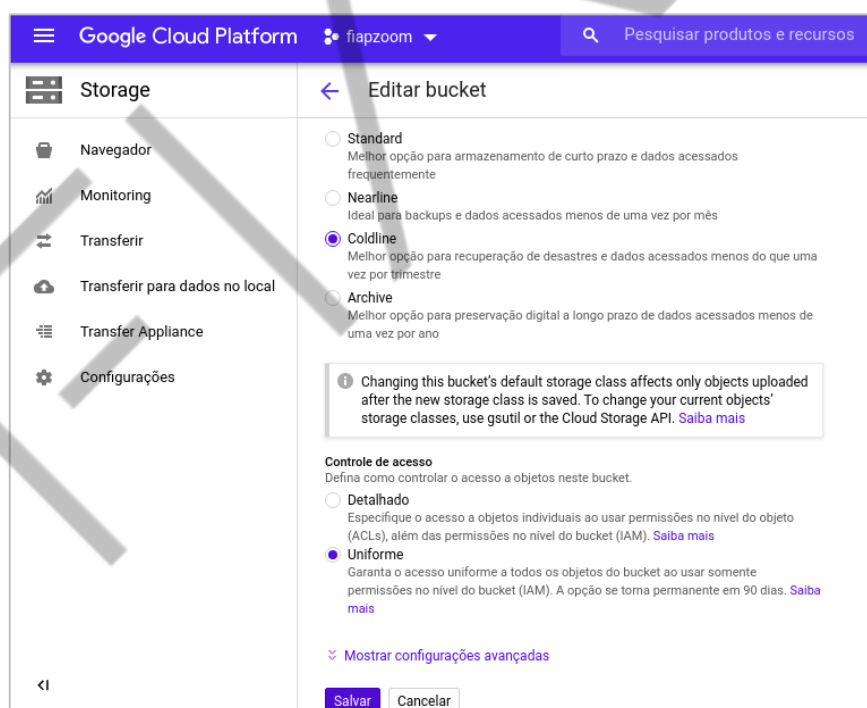 Google Cloud Platform
fiapzoom
Pesquisar produtos e recursos
Storage
Editar bucket
Navegador
Monitoring
Transferir
Transferir para dados no local
Transfer Appliance
Configurações
Standard
Melhor opção para armazenamento de curto prazo e dados acessados
frequentemente
Nearline
Ideal para backups e dados acessados menos de uma vez por mês
Coldline
Melhor opção para recuperação de desastres e dados acessados menos do que uma
vez por trimestre
Archive
Melhor opção para preservação digital a longo prazo de dados acessados menos de
uma vez por ano
Changing this bucket's default storage class affects only objects uploaded
after the new storage class is saved. To change your current objects'
storage classes, use gsutil or the Cloud Storage API. Saiba mais
Controle de acesso
Defina como controlar o acesso a objetos neste bucket.
Detalhado
Especifique o acesso a objetos individuais ao usar permissões no nível do objeto
(ACLs), além das permissões no nível do bucket (IAM). Saiba mais
Uniforme
Garanta o acesso uniforme a todos os objetos do bucket ao usar somente
permissões no nível do bucket (IAM). A opção se torna permanente em 90 dias. Saiba
mais
Mostrar configurações avançadas
Salvar
Cancelar